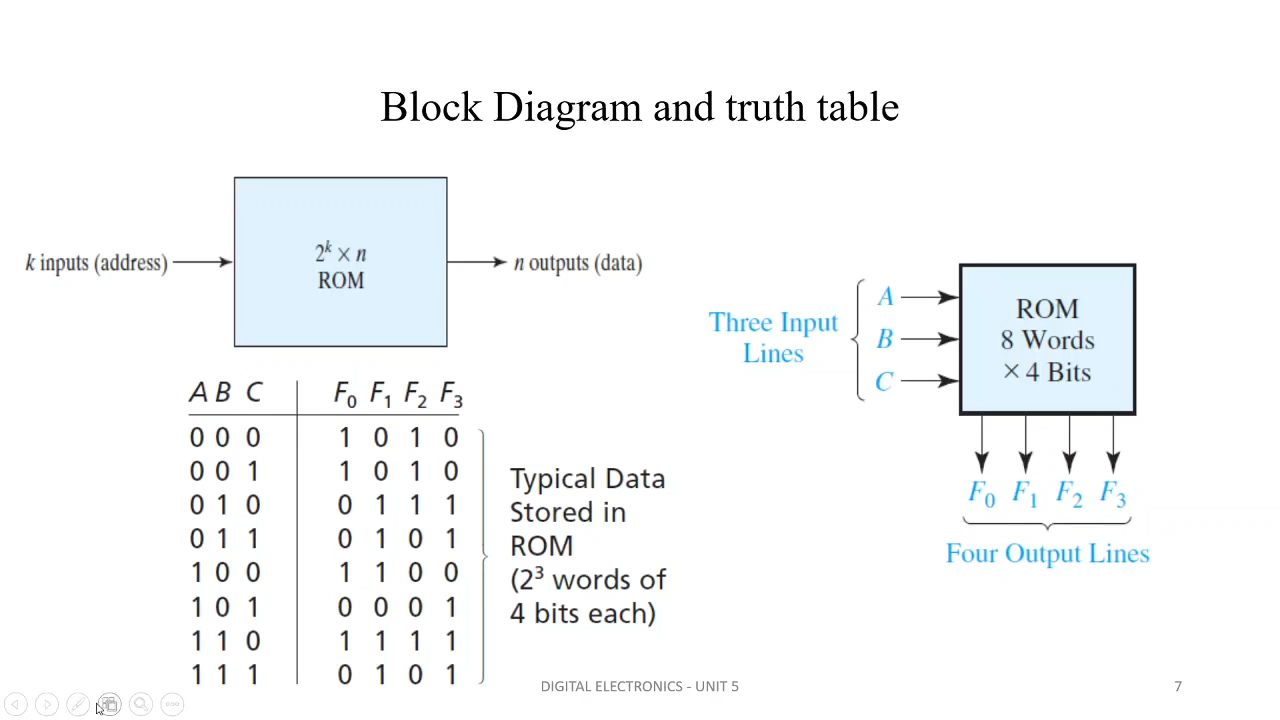 Block Diagram and truth table
k inputs (address)
2^k × n
ROM
n outputs (data)
Three Input
Lines
A
B
C
ROM
8 Words
× 4 Bits
F0 F1 F2 F3
Four Output Lines
A B C F0 F1 F2 F3
0 0 0 1 0 1 0
0 0 1 1 0 1 0
0 1 0 0 1 1 1
0 1 1 0 1 0 1
1 0 0 1 1 0 0
1 0 1 0 0 0 1
1 1 0 1 1 1 1
1 1 1 0 1 0 1
Typical Data
Stored in
ROM
(2³ words of
4 bits each)
DIGITAL ELECTRONICS - UNIT 5
7